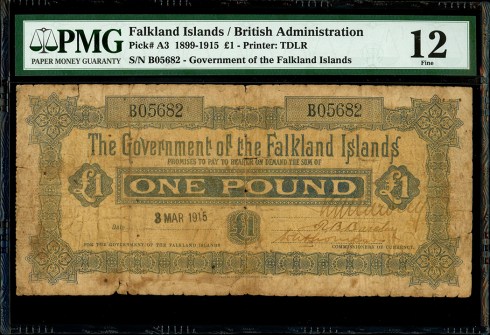 PMG
PAPER MONEY GUARANTY
Falkland Islands / British Administration
Pick# A3 1899-1915 £1 - Printer: TDLR
S/N B05682 - Government of the Falkland Islands
12
Fine
B05682 B05682
The Government of the Falkland Islands
PROMISES TO PAY TO BEARER ON DEMAND THE SUM OF
£1 ONE POUND £1
DATE 3 MAR 1915 £1
FOR THE GOVERNMENT OF THE FALKLAND ISLANDS COMMISSIONERS OF CURRENCY.